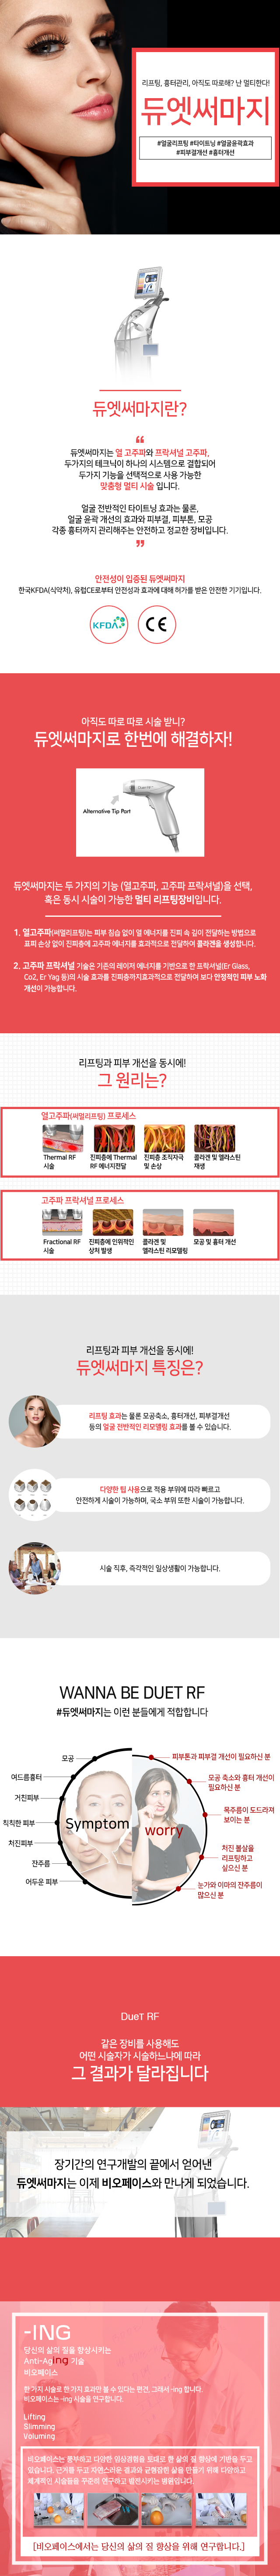 리프팅, 흉터관리, 아직도 따로해? 난 멀티한다!
듀엣써마지
#얼굴리프팅 #타이트닝 #얼굴윤곽효과
#피부결개선 #흉터개선
듀엣써마지란?
“
듀엣써마지는 열 고주파와 프락셔널 고주파,
두가지의 테크닉이 하나의 시스템으로 결합되어
두가지 기능을 선택적으로 사용 가능한
맞춤형 멀티 시술 입니다.
얼굴 전반적인 타이트닝 효과는 물론,
얼굴 윤곽 개선의 효과와 피부결, 피부톤, 모공
각종 흉터까지 관리해주는 안전하고 정교한 장비입니다.
”
안전성이 입증된 듀엣써마지
한국KFDA(식약처), 유럽CE로부터 안전성과 효과에 대해 허가를 받은 안전한 기기입니다.
KFDA
CE
아직도 따로 따로 시술 받니?
듀엣써마지로 한번에 해결하자!
Alternative Tip Part
듀엣써마지는 두 가지의 기능 (열고주파, 고주파 프락셔널)을 선택,
혹은 동시 시술이 가능한 멀티 리프팅장비입니다.
1. 열고주파(써멀리프팅)는 피부 침습 없이 열 에너지를 진피 속 깊이 전달하는 방법으로
표피 손상 없이 진피층에 고주파 에너지를 효과적으로 전달하여 콜라겐을 생성합니다.
2. 고주파 프락셔널 기술은 기존의 레이저 에너지를 기반으로 한 프락셔널(Er Glass,
Co2, Er Yag 등)의 시술 효과를 진피층까지효과적으로 전달하여 보다 안정적인 피부 노화
개선이 가능합니다.
리프팅과 피부 개선을 동시에!
그 원리는?
열고주파(써멀리프팅) 프로세스
Thermal RF
시술
진피층에 Thermal
RF 에너지전달
진피층 조직자극
및 손상
콜라겐 및 엘라스틴
재생
고주파 프락셔널 프로세스
Fractional RF
시술
진피층에 인위적인
상처 발생
콜라겐 및
엘라스틴 리모델링
모공 및 흉터 개선
리프팅과 피부 개선을 동시에!
듀엣써마지 특징은?
리프팅 효과는 물론 모공축소, 흉터개선, 피부결개선
등의 얼굴 전반적인 리모델링 효과를 볼 수 있습니다.
다양한 팁 사용으로 적용 부위에 따라 빠르고
안전하게 시술이 가능하며, 국소 부위 또한 시술이 가능합니다.
시술 직후, 즉각적인 일상생활이 가능합니다.
WANNA BE DUET RF
#듀엣써마지는 이런 분들에게 적합합니다
모공
여드름흉터
거친피부
칙칙한 피부
처진피부
잔주름
어두운 피부
Symptom
worry
피부톤과 피부결 개선이 필요하신 분
모공 축소와 흉터 개선이
필요하신 분
목주름이 도드라져
보이는 분
처진 볼살을
리프팅하고
싶으신 분
눈가와 이마의 잔주름이
많으신 분
DueT RF
같은 장비를 사용해도
어떤 시술자가 시술하느냐에 따라
그 결과가 달라집니다
장기간의 연구개발의 끝에서 얻어낸
듀엣써마지는 이제 비오페이스와 만나게 되었습니다.
-ING
당신의 삶의 질을 향상시키는
Anti-Aging 기술
비오페이스
한 가지 시술로 한 가지 효과만 볼 수 있다는 편견, 그래서 -ing 합니다.
비오페이스는 -ing 시술을 연구합니다.
Lifting
Slimming
Voluming
비오페이스는 풍부하고 다양한 임상경험을 토대로 한 삶의 질 향상에 기반을 두고
있습니다. 근거를 두고 자연스러운 결과와 균형감된 삶을 만들기 위해 다양하고
체계적인 시술들을 꾸준히 연구하고 발전시키는 병원입니다.
[비오페이스에서는 당신의 삶의 질 향상을 위해 연구합니다.]